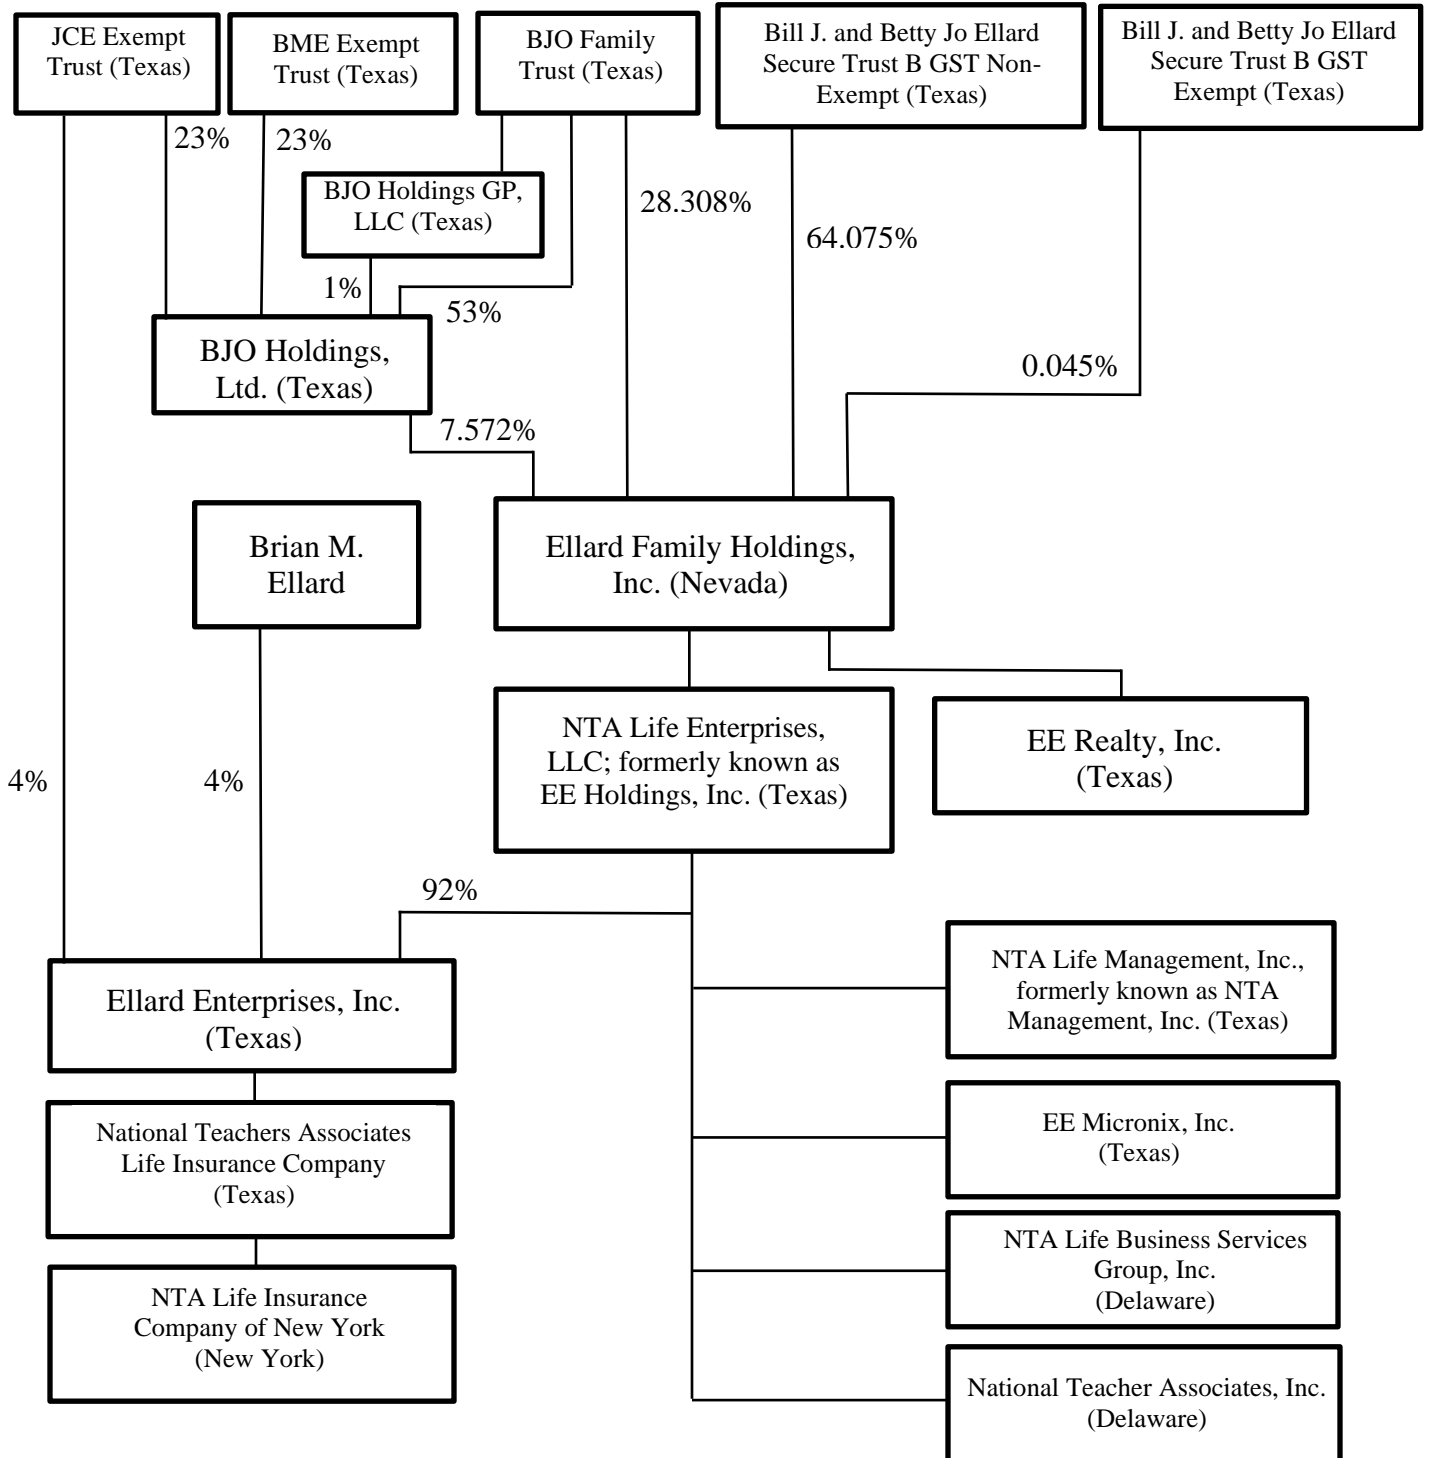 JCE Exempt
Trust (Texas)
BME Exempt
Trust (Texas)
BJO Family
Trust (Texas)
Bill J. and Betty Jo Ellard
Secure Trust B GST Non-
Exempt (Texas)
Bill J. and Betty Jo Ellard
Secure Trust B GST
Exempt (Texas)
23%
23%
BJO Holdings GP,
LLC (Texas)
28.308%
64.075%
1%
53%
BJO Holdings,
Ltd. (Texas)
0.045%
7.572%
Brian M.
Ellard
Ellard Family Holdings,
Inc. (Nevada)
NTA Life Enterprises,
LLC; formerly known as
EE Holdings, Inc. (Texas)
EE Realty, Inc.
(Texas)
4%
4%
92%
Ellard Enterprises, Inc.
(Texas)
NTA Life Management, Inc.,
formerly known as NTA
Management, Inc. (Texas)
National Teachers Associates
Life Insurance Company
(Texas)
EE Micronix, Inc.
(Texas)
NTA Life Business Services
Group, Inc.
(Delaware)
NTA Life Insurance
Company of New York
(New York)
National Teacher Associates, Inc.
(Delaware)